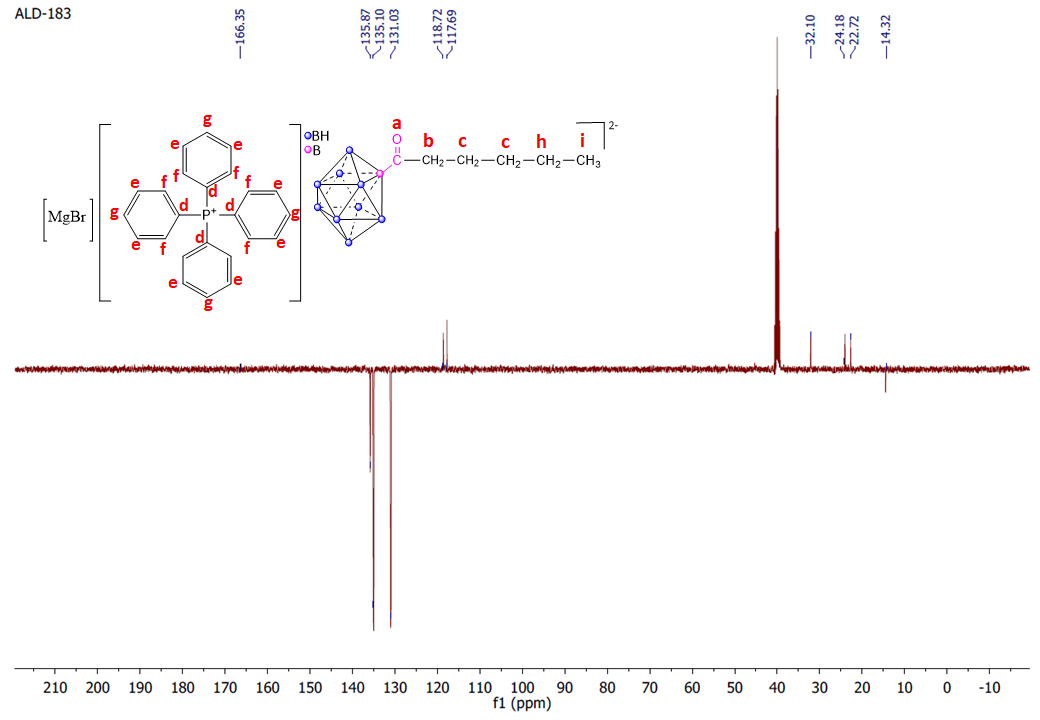 ALD-183
166.35
135.87
135.10
131.03
118.72
117.69
32.10
24.18
22.72
14.32
g
e
e
f
f
d
e
f
f
e
g
d
P+
d
g
e
f
d
f
e
e
e
g
[MgBr]
BH
B
a
O
C
b
c
c
h
i
CH2
CH2
CH2
CH2
CH3
2-
210 200 190 180 170 160 150 140 130 120 110 100 90 80 70 60 50 40 30 20 10 0 -10
f1 (ppm)